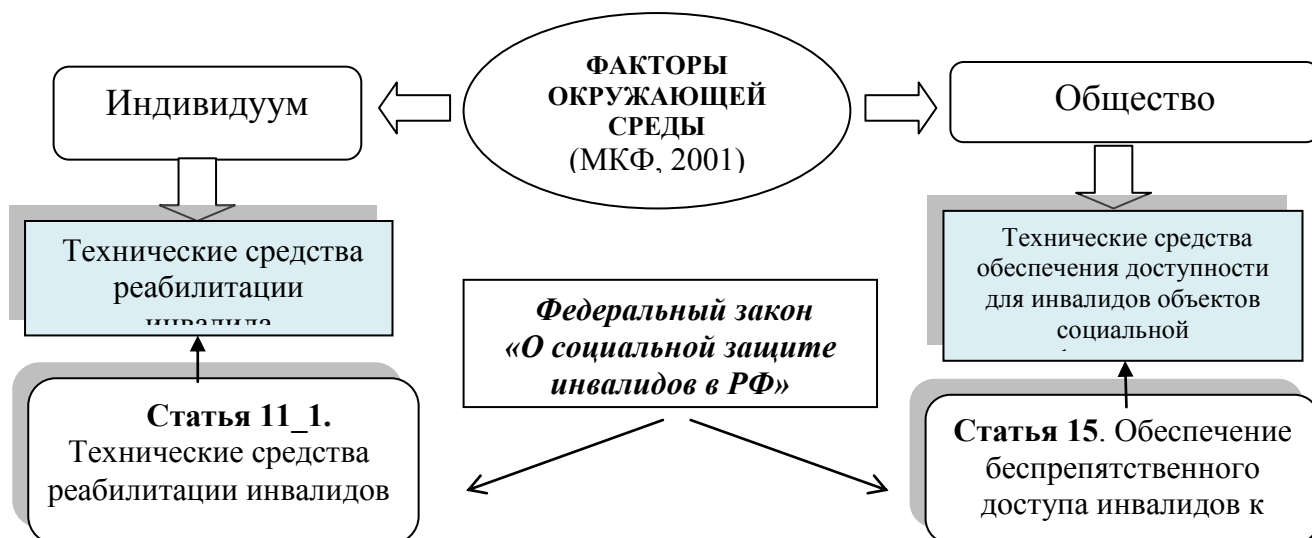 ФАКТОРЫ
ОКРУЖАЮЩЕЙ
СРЕДЫ
(МКФ, 2001)
Индивидуум
Общество
Технические средства
реабилитации
инвалида
Технические средства
обеспечения доступности
для инвалидов объектов
социальной
Федеральный закон
«О социальной защите
инвалидов в РФ»
Статья 11_1.
Технические средства
реабилитации инвалидов
Статья 15. Обеспечение
беспрепятственного
доступа инвалидов к